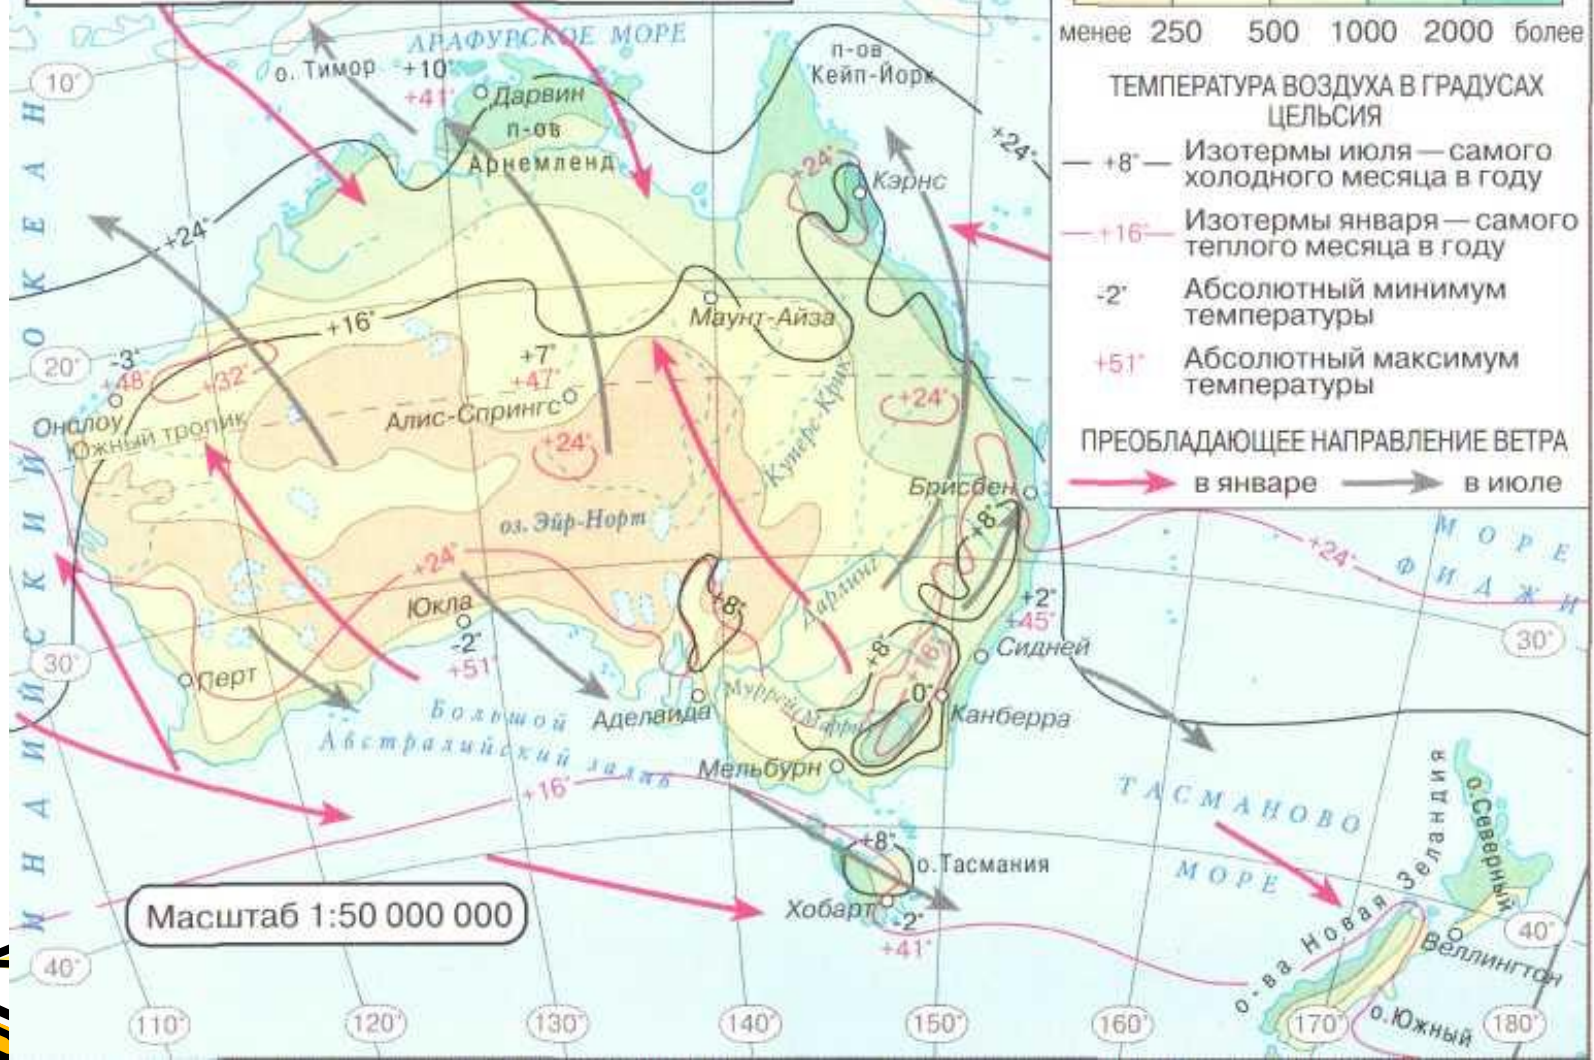 менее 250 500 1000 2000 более
ТЕМПЕРАТУРА ВОЗДУХА В ГРАДУСАХ
ЦЕЛЬСИЯ
+8° Изотермы июля — самого
холодного месяца в году
+16° Изотермы января — самого
теплого месяца в году
-2° Абсолютный минимум
температуры
+51° Абсолютный максимум
температуры
ПРЕОБЛАДАЮЩЕЕ НАПРАВЛЕНИЕ ВЕТРА
в январе
в июле
АРАФУРСКОЕ МОРЕ
о. Тимор
+10°
+41°
Дарвин
п-ов
Арнемленд
п-ов
Кейп-Йорк
10°
+24°
+24°
+24°
Кэрнс
ИНДИЙСКИЙ ОКЕАН
+16°
Маунт-Айза
20°
-3°
+48°
+32°
Онслоу
Южный тропик
+7°
+47°
Алис-Спрингс
+24°
+24°
Куперс-Крик
Брисбен
+8°
оз. Эйр-Норт
+24°
+24°
МОРЕ
ФИДЖИ
Юкла
-2°
+51°
+8°
Дарлинг
+2°
+45°
Сидней
30°
30°
Перт
+8°
+16°
0°
Канберра
Аделаида
Муррей (Марри)
Большой
Австралийский залив
Мельбурн
+16°
ТАСМАНОВО
МОРЕ
+8°
о.Тасмания
Хобарт
-2°
+41°
о-ва Новая Зеландия
о.Северный
Веллингтон
о.Южный
Масштаб 1:50 000 000
40°
40°
110° 120° 130° 140° 150° 160° 170° 180°